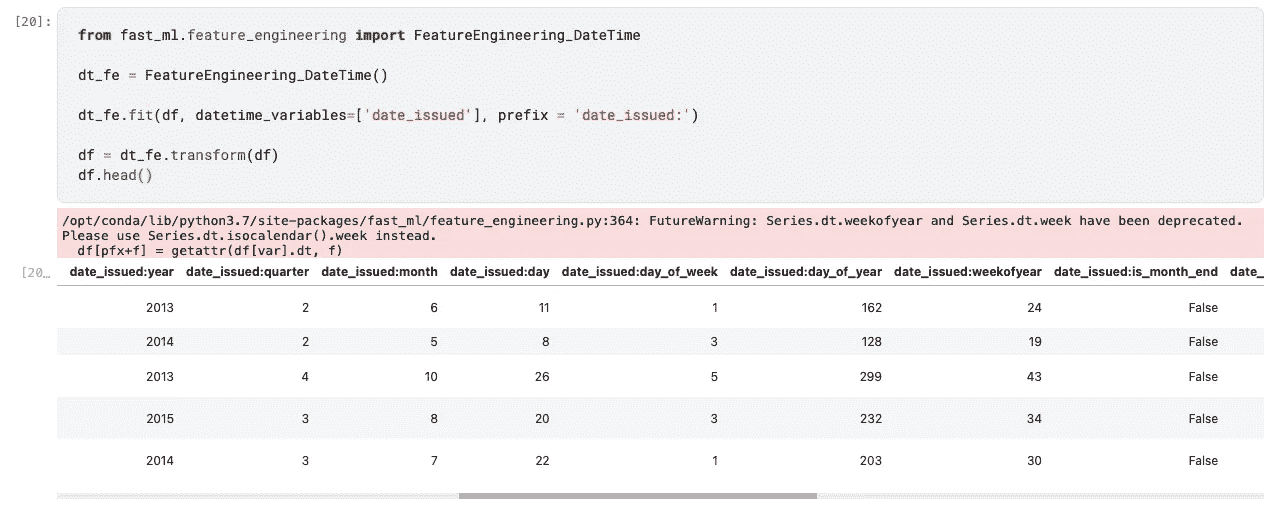 [20]:
from fast_ml.feature_engineering import FeatureEngineering_DateTime
dt_fe = FeatureEngineering_DateTime()
dt_fe.fit(df, datetime_variables=['date_issued'], prefix = 'date_issued:')
df = dt_fe.transform(df)
df.head()
/opt/conda/lib/python3.7/site-packages/fast_ml/feature_engineering.py:364: FutureWarning: Series.dt.weekofyear and Series.dt.week have been deprecated.
Please use Series.dt.isocalendar().week instead.
  df[pfx+f] = getattr(df[var].dt, f)
[20…
date_issued:year date_issued:quarter date_issued:month date_issued:day date_issued:day_of_week date_issued:day_of_year date_issued:weekofyear date_issued:is_month_end date_
2013 2 6 11 1 162 24 False
2014 2 5 8 3 128 19 False
2013 4 10 26 5 299 43 False
2015 3 8 20 3 232 34 False
2014 3 7 22 1 203 30 False